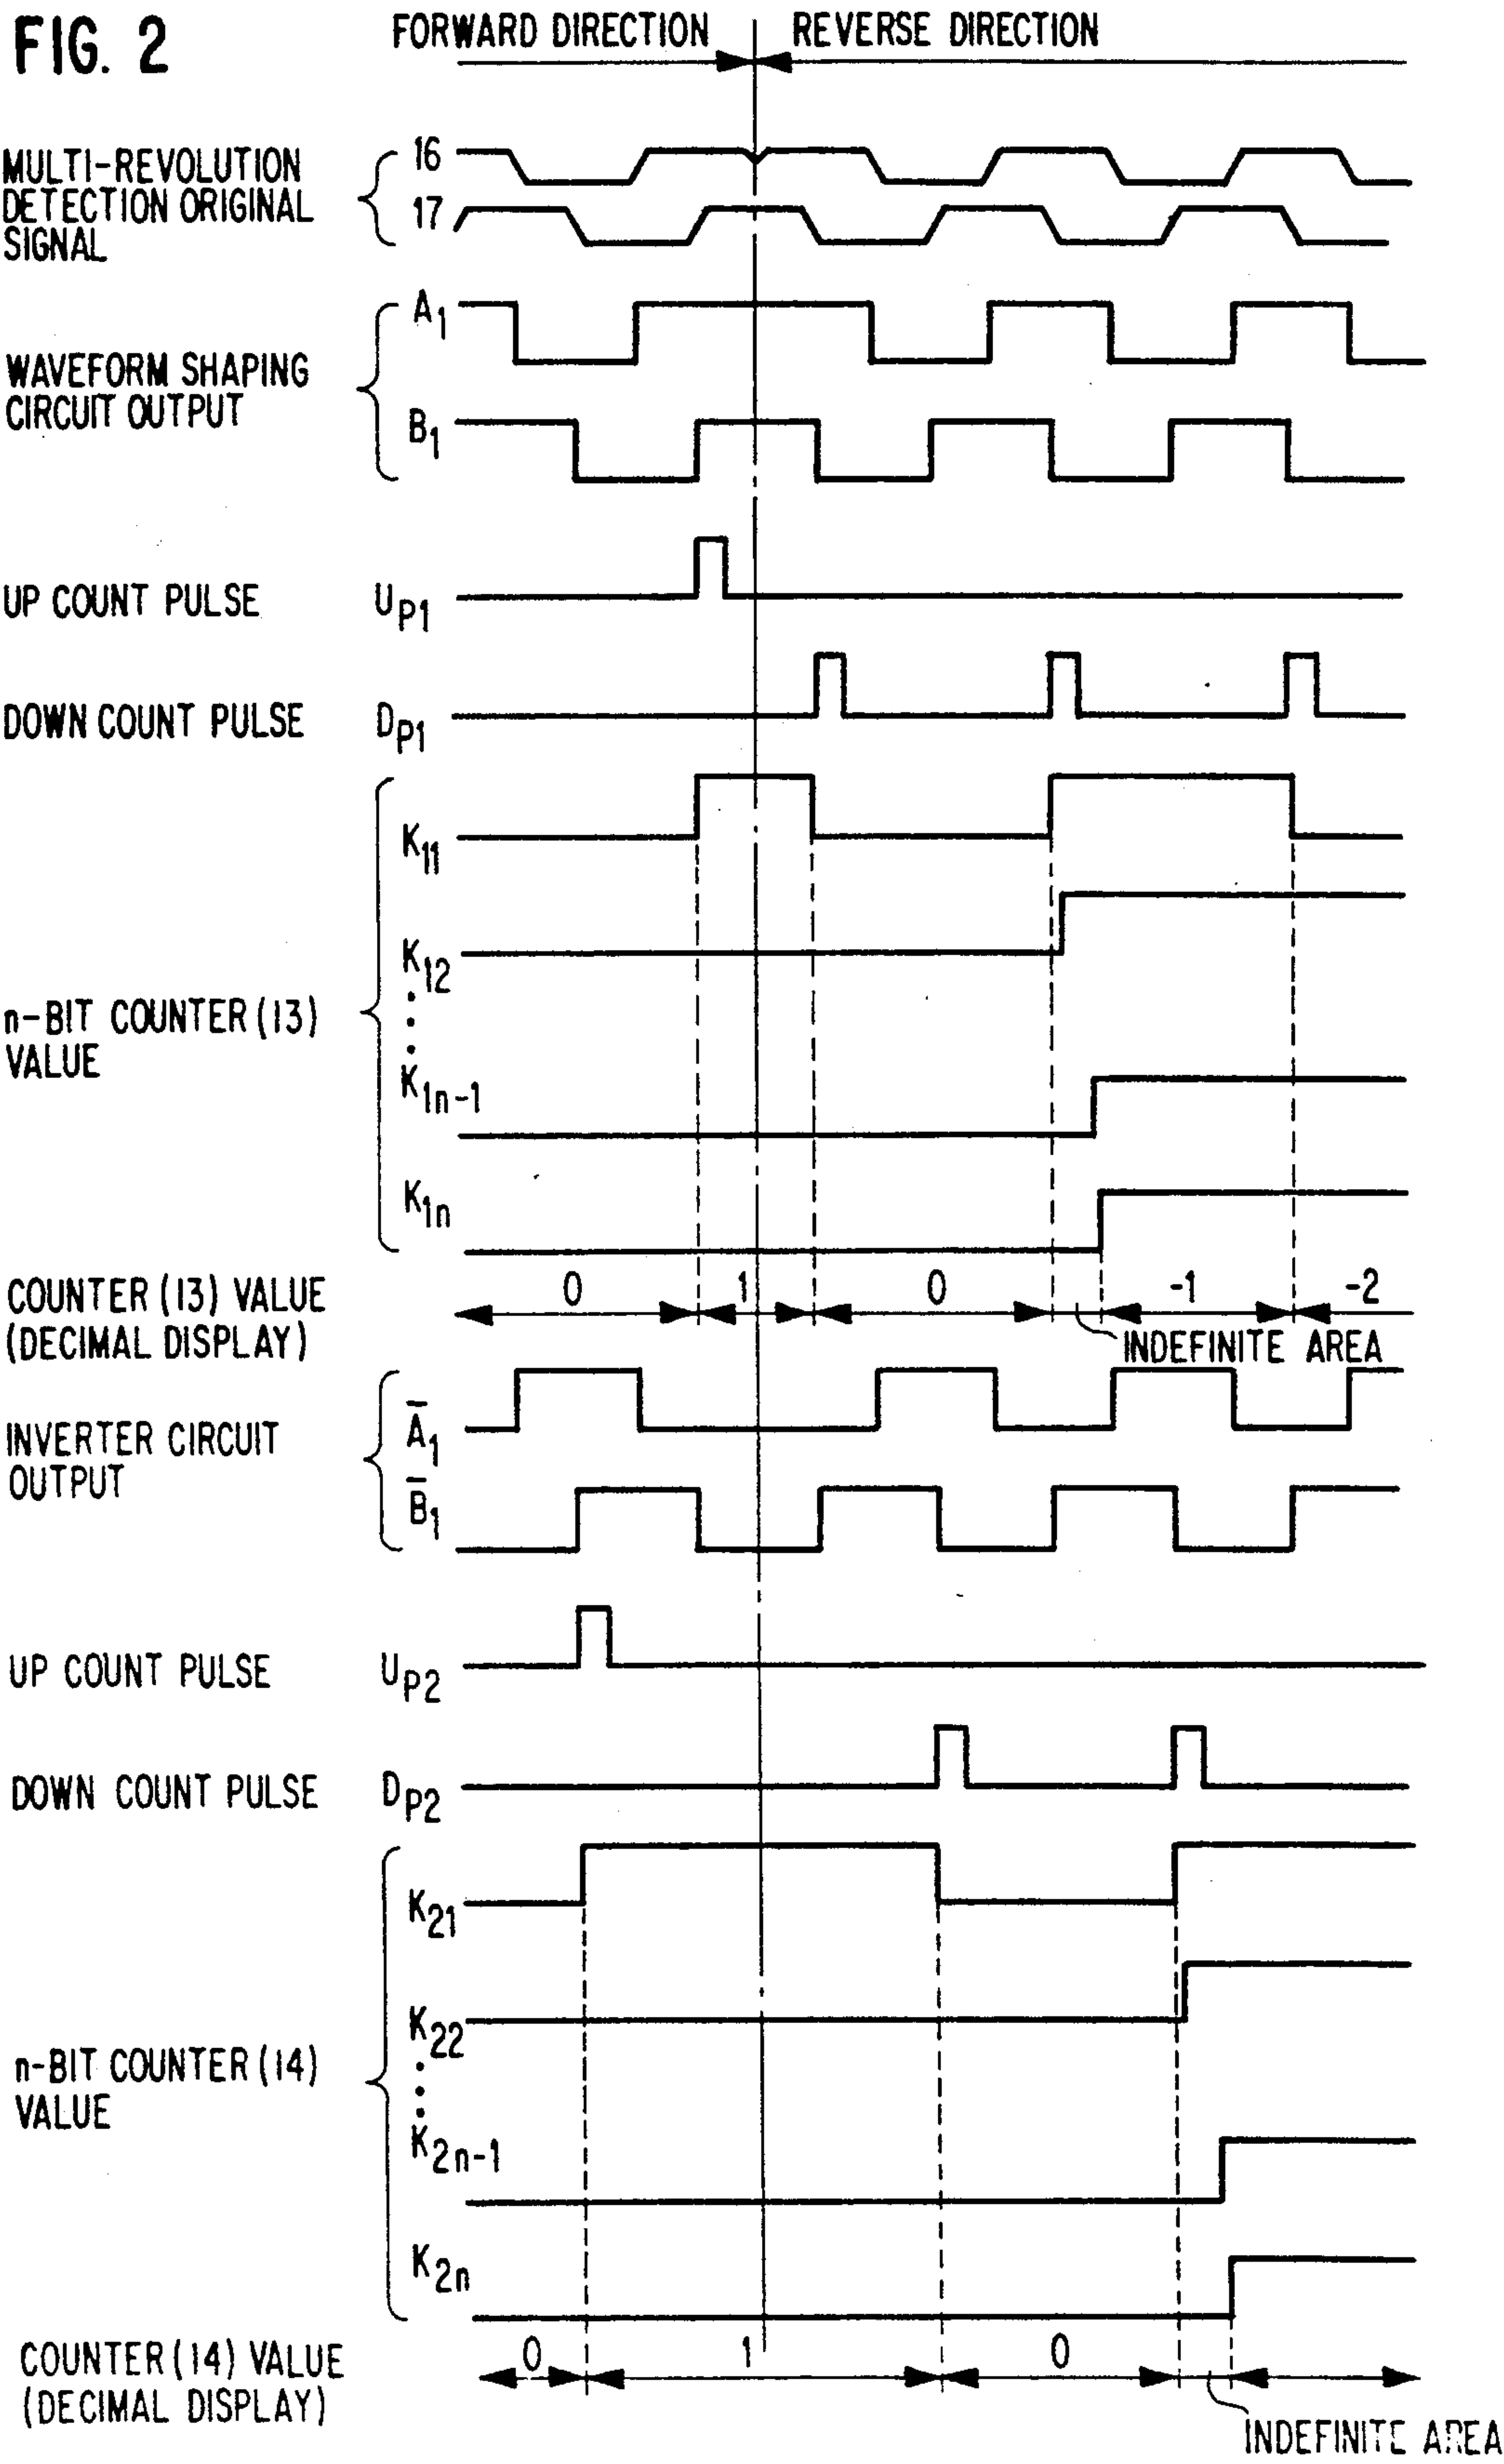 FIG. 2
FORWARD DIRECTION
REVERSE DIRECTION
MULTI-REVOLUTION
DETECTION ORIGINAL
SIGNAL
16
17
WAVEFORM SHAPING
CIRCUIT OUTPUT
A1
B1
UP COUNT PULSE UP1
DOWN COUNT PULSE DP1
n-BIT COUNTER (13)
VALUE
K11
K12
K1n-1
K1n
COUNTER (13) VALUE
(DECIMAL DISPLAY)
0 1 0 -1 -2
INDEFINITE AREA
INVERTER CIRCUIT
OUTPUT
A̅1
B̅1
UP COUNT PULSE UP2
DOWN COUNT PULSE DP2
n-BIT COUNTER (14)
VALUE
K21
K22
K2n-1
K2n
COUNTER (14) VALUE
(DECIMAL DISPLAY)
0 1 0
INDEFINITE AREA